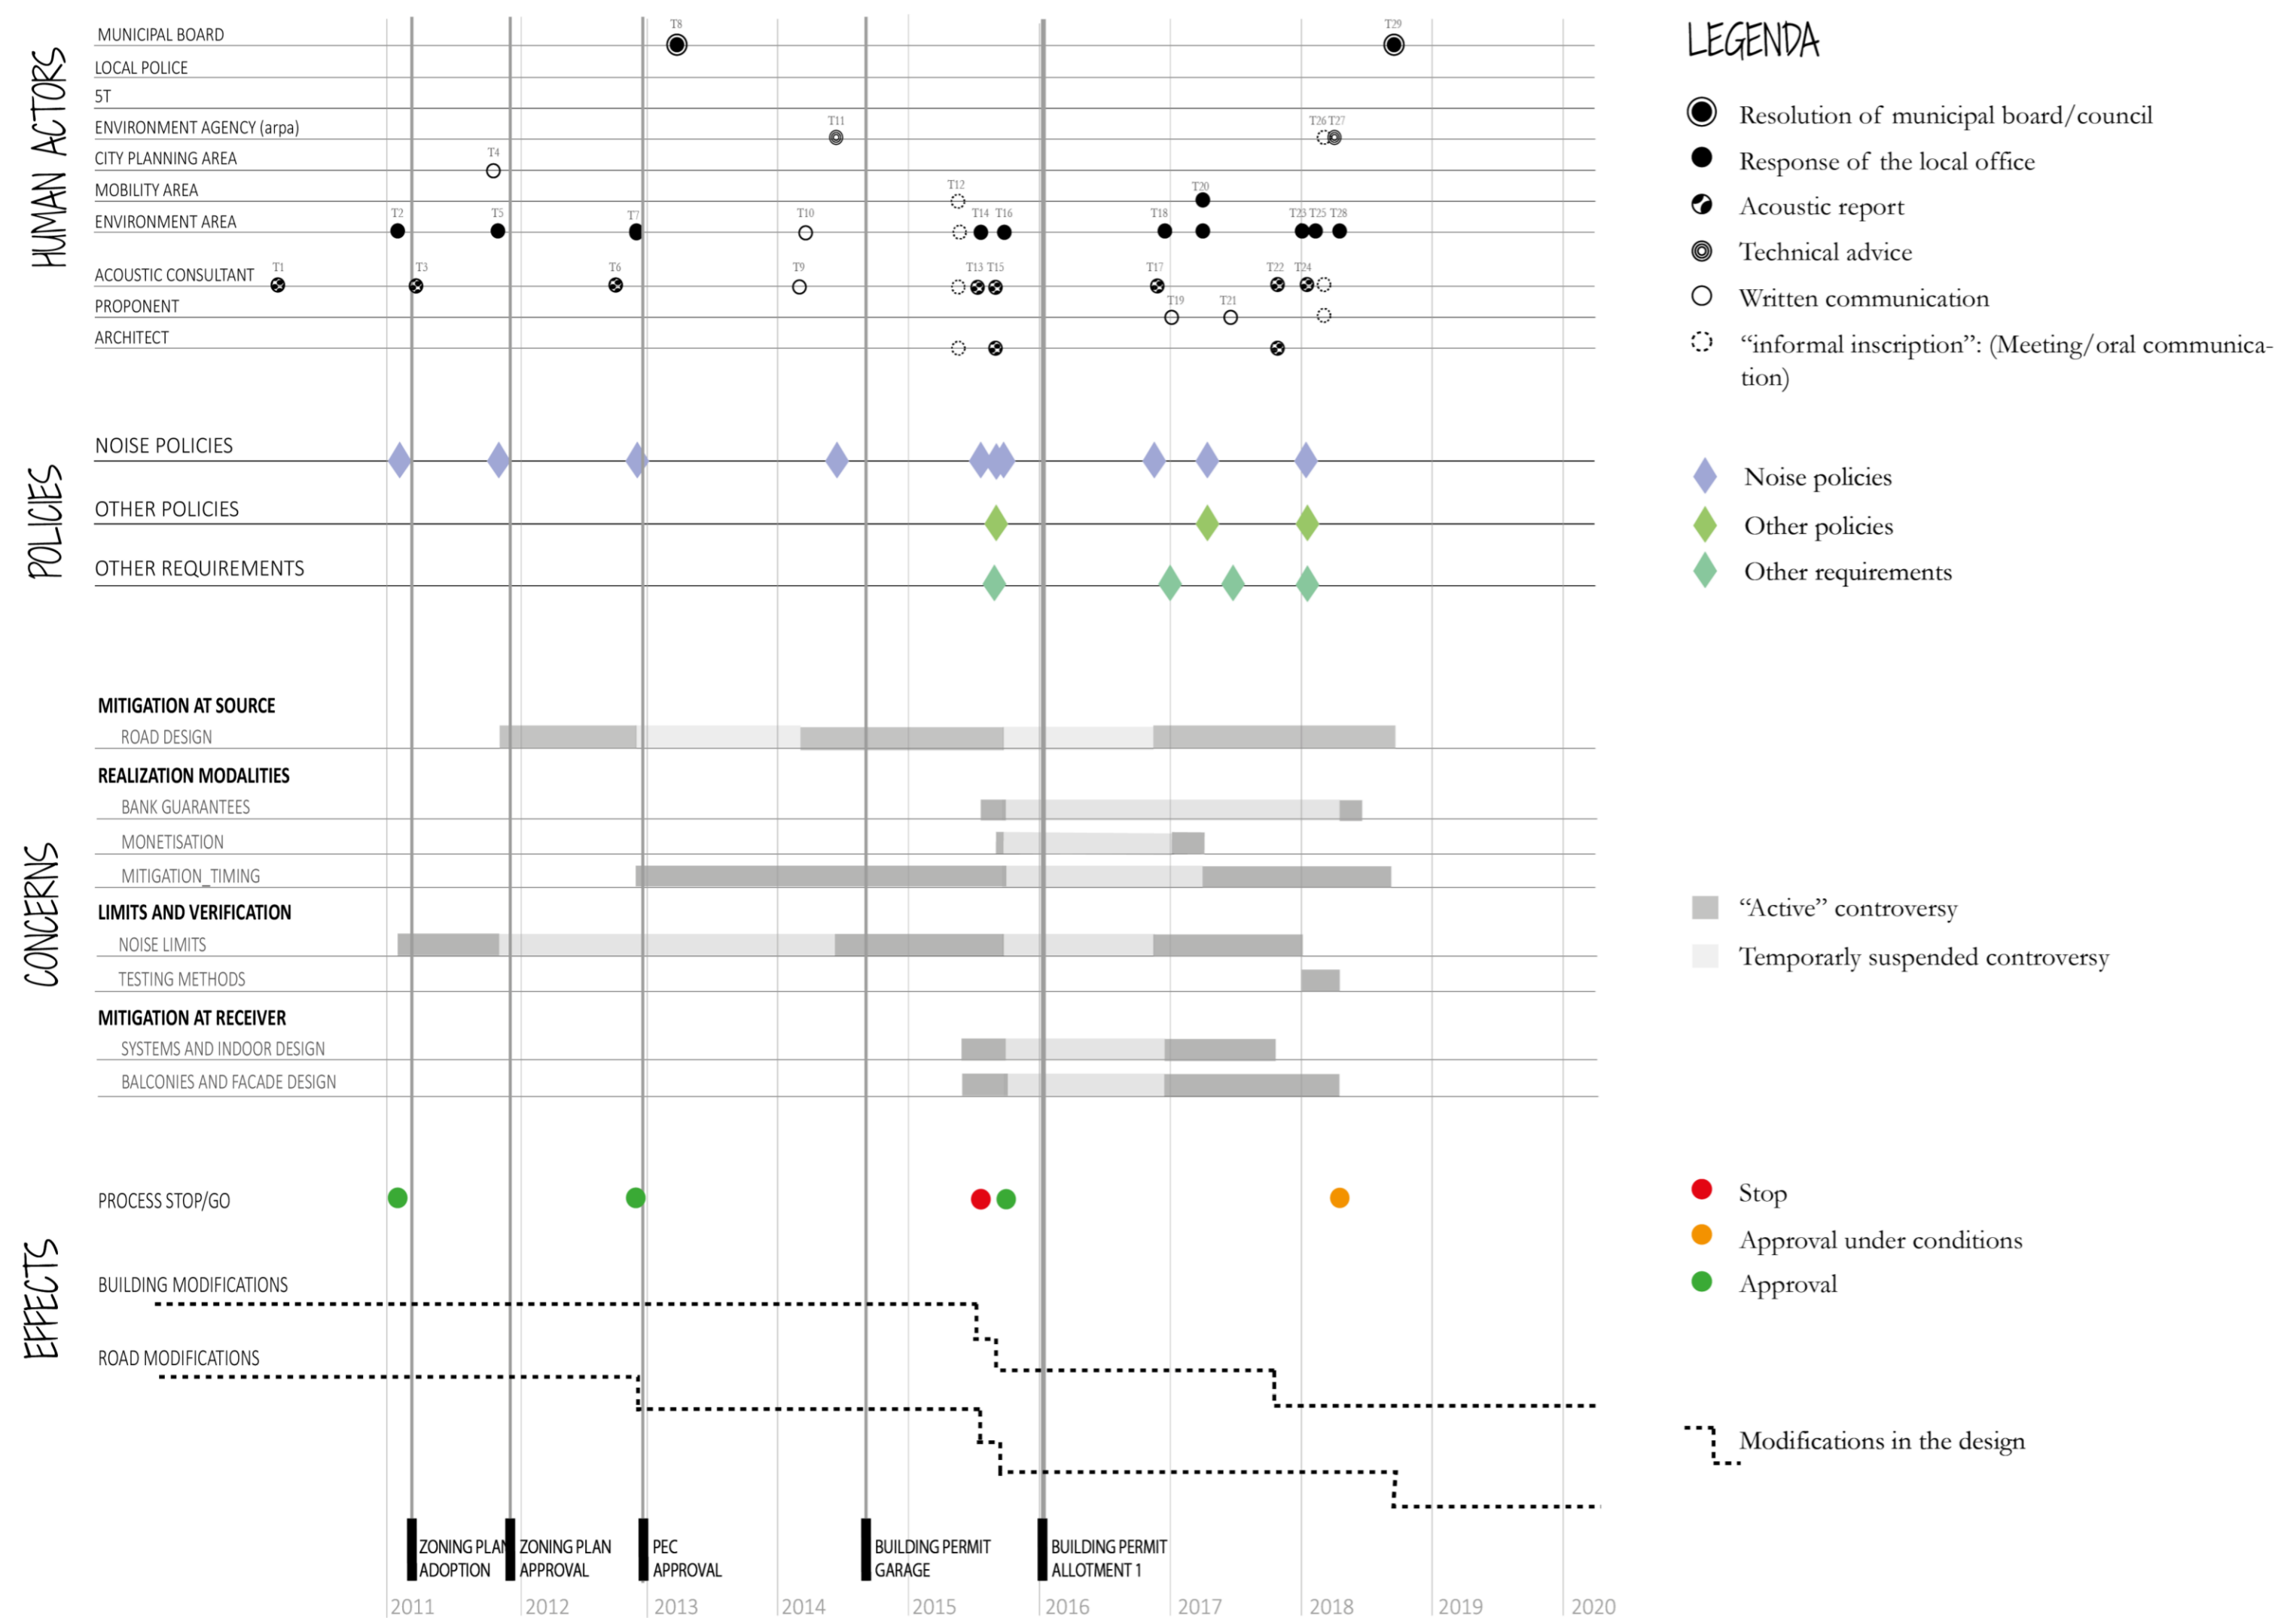 HUMAN ACTORS
MUNICIPAL BOARD
T8
T29
LOCAL POLICE
5T
ENVIRONMENT AGENCY (arpa)
T11
T26 T27
CITY PLANNING AREA
T4
MOBILITY AREA
T12
T20
ENVIRONMENT AREA
T2
T5
T7
T10
T14 T16
T18
T23 T25 T28
ACOUSTIC CONSULTANT
T1
T3
T6
T9
T13 T15
T17
T22 T24
PROPONENT
T19
T21
ARCHITECT
POLICIES
NOISE POLICIES
OTHER POLICIES
OTHER REQUIREMENTS
CONCERNS
MITIGATION AT SOURCE
ROAD DESIGN
REALIZATION MODALITIES
BANK GUARANTEES
MONETISATION
MITIGATION_TIMING
LIMITS AND VERIFICATION
NOISE LIMITS
TESTING METHODS
MITIGATION AT RECEIVER
SYSTEMS AND INDOOR DESIGN
BALCONIES AND FACADE DESIGN
EFFECTS
PROCESS STOP/GO
BUILDING MODIFICATIONS
ROAD MODIFICATIONS
ZONING PLAN
ADOPTION
ZONING PLAN
APPROVAL
PEC
APPROVAL
BUILDING PERMIT
GARAGE
BUILDING PERMIT
ALLOTMENT 1
2011 2012 2013 2014 2015 2016 2017 2018 2019 2020
LEGENDA
Resolution of municipal board/council
Response of the local office
Acoustic report
Technical advice
Written communication
“informal inscription”: (Meeting/oral communica-
tion)
Noise policies
Other policies
Other requirements
“Active” controversy
Temporarly suspended controversy
Stop
Approval under conditions
Approval
Modifications in the design